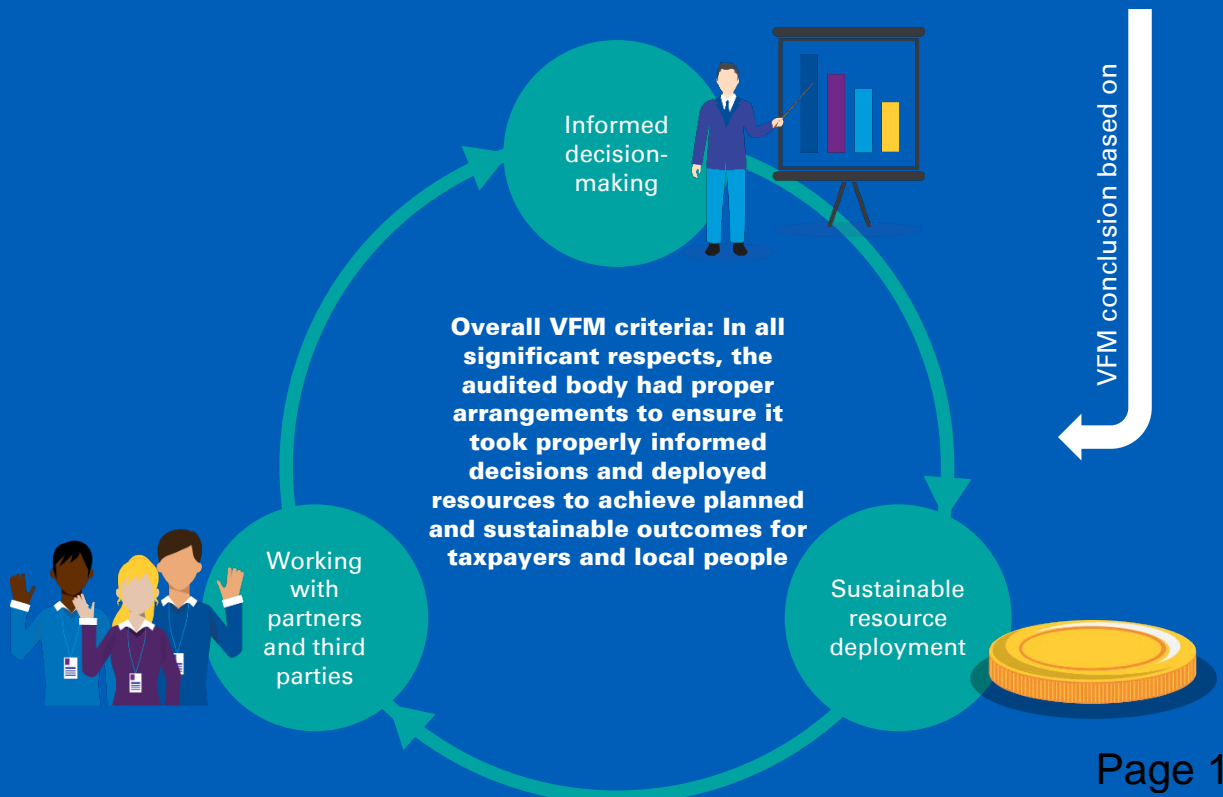 Informed
decision-
making
VFM conclusion based on
Overall VFM criteria: In all
significant respects, the
audited body had proper
arrangements to ensure it
took properly informed
decisions and deployed
resources to achieve planned
and sustainable outcomes for
taxpayers and local people
Working
with
partners
and third
parties
Sustainable
resource
deployment
Page 1